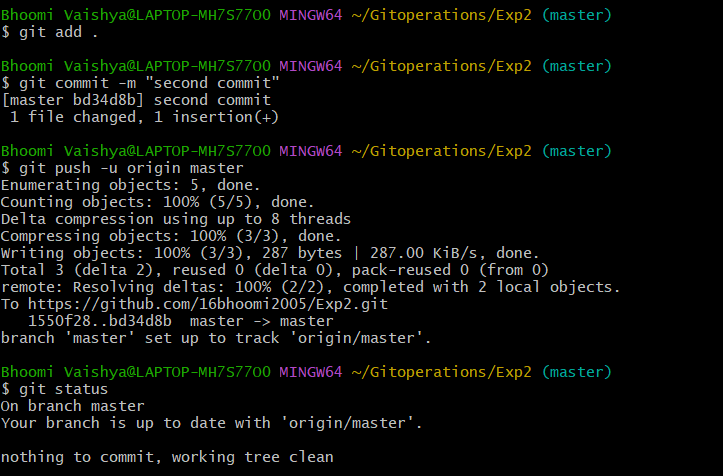 Bhoomi Vaishya@LAPTOP-MH7S77OO MINGW64 ~/Gitoperations/Exp2 (master)
$ git add .
Bhoomi Vaishya@LAPTOP-MH7S77OO MINGW64 ~/Gitoperations/Exp2 (master)
$ git commit -m "second commit"
[master bd34d8b] second commit
 1 file changed, 1 insertion(+)
Bhoomi Vaishya@LAPTOP-MH7S77OO MINGW64 ~/Gitoperations/Exp2 (master)
$ git push -u origin master
Enumerating objects: 5, done.
Counting objects: 100% (5/5), done.
Delta compression using up to 8 threads
Compressing objects: 100% (3/3), done.
Writing objects: 100% (3/3), 287 bytes | 287.00 KiB/s, done.
Total 3 (delta 2), reused 0 (delta 0), pack-reused 0 (from 0)
remote: Resolving deltas: 100% (2/2), completed with 2 local objects.
To https://github.com/16bhoomi2005/Exp2.git
   1550f28..bd34d8b  master -> master
branch 'master' set up to track 'origin/master'.
Bhoomi Vaishya@LAPTOP-MH7S77OO MINGW64 ~/Gitoperations/Exp2 (master)
$ git status
On branch master
Your branch is up to date with 'origin/master'.
nothing to commit, working tree clean